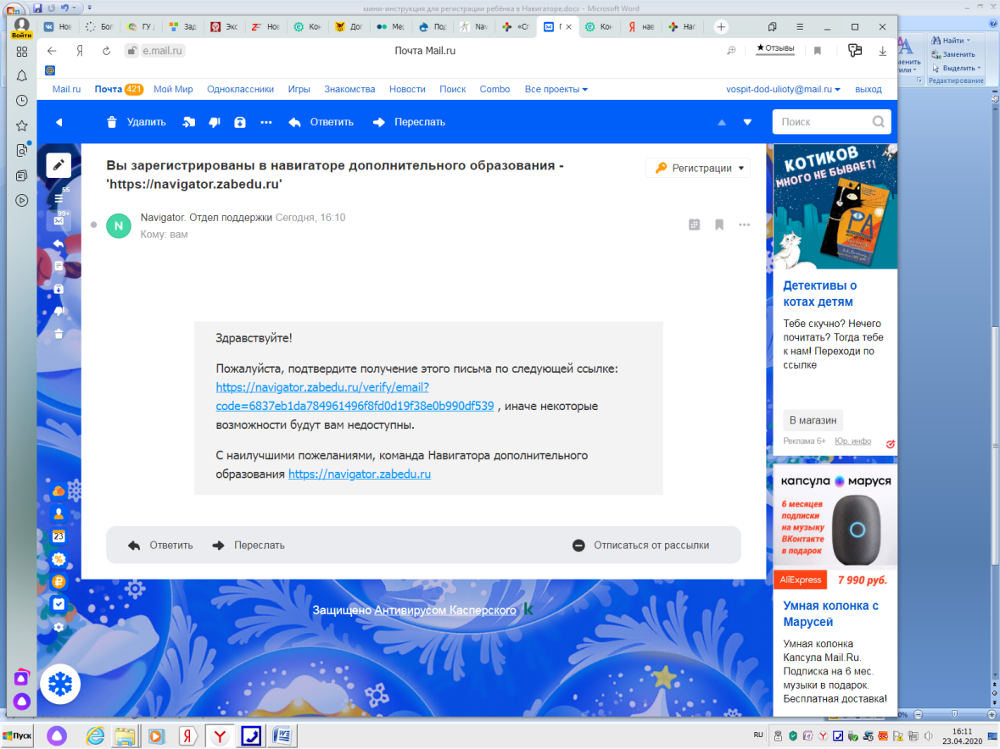 мини-инструкция для регистрации ребёнка в Навигаторе.docx - Microsoft Word
Войти
Нов
Бол
ГУ ,
Зад
Экс
Нов
Кон
Дог
Мес
Под
Nav
«Сг
Г
Кон
нав
Наг
e.mail.ru
Почта Mail.ru
Отзывы
Найти
Заменить
Выделить
Редактирование
Mail.ru
Почта 421
Мой Мир
Одноклассники
Игры
Знакомства
Новости
Поиск
Combo
Все проекты
vospit-dod-ulioty@mail.ru
выход
Удалить
Ответить
Переслать
Поиск
Вы зарегистрированы в навигаторе дополнительного образования -
'https://navigator.zabedu.ru'
Регистрации
55
99+
N
Navigator. Отдел поддержки Сегодня, 16:10
Кому: вам
Здравствуйте!
Пожалуйста, подтвердите получение этого письма по следующей ссылке:
https://navigator.zabedu.ru/verify/email?
code=6837eb1da784961496f8fd0d19f38e0b990df539 , иначе некоторые
возможности будут вам недоступны.
С наилучшими пожеланиями, команда Навигатора дополнительного
образования https://navigator.zabedu.ru
Ответить
Переслать
Отписаться от рассылки
23
Защищено Антивирусом Касперского
КОТИКОВ
МНОГО НЕ БЫВАЕТ!
Детективы о
котах детям
Тебе скучно? Нечего
почитать? Тогда тебе
к нам! Переходи по
ссылке
В магазин
Реклама 6+
Юр. инфо
капсула маруся
6 месяцев
подписки
на музыку
ВКонтакте
в подарок
AliExpress
7 990 руб.
Умная колонка с
Марусей
Умная колонка
Капсула Mail.Ru.
Подписка на 6 мес.
музыки в подарок.
Бесплатная доставка!
Пуск
RU
16:11
23.04.2020